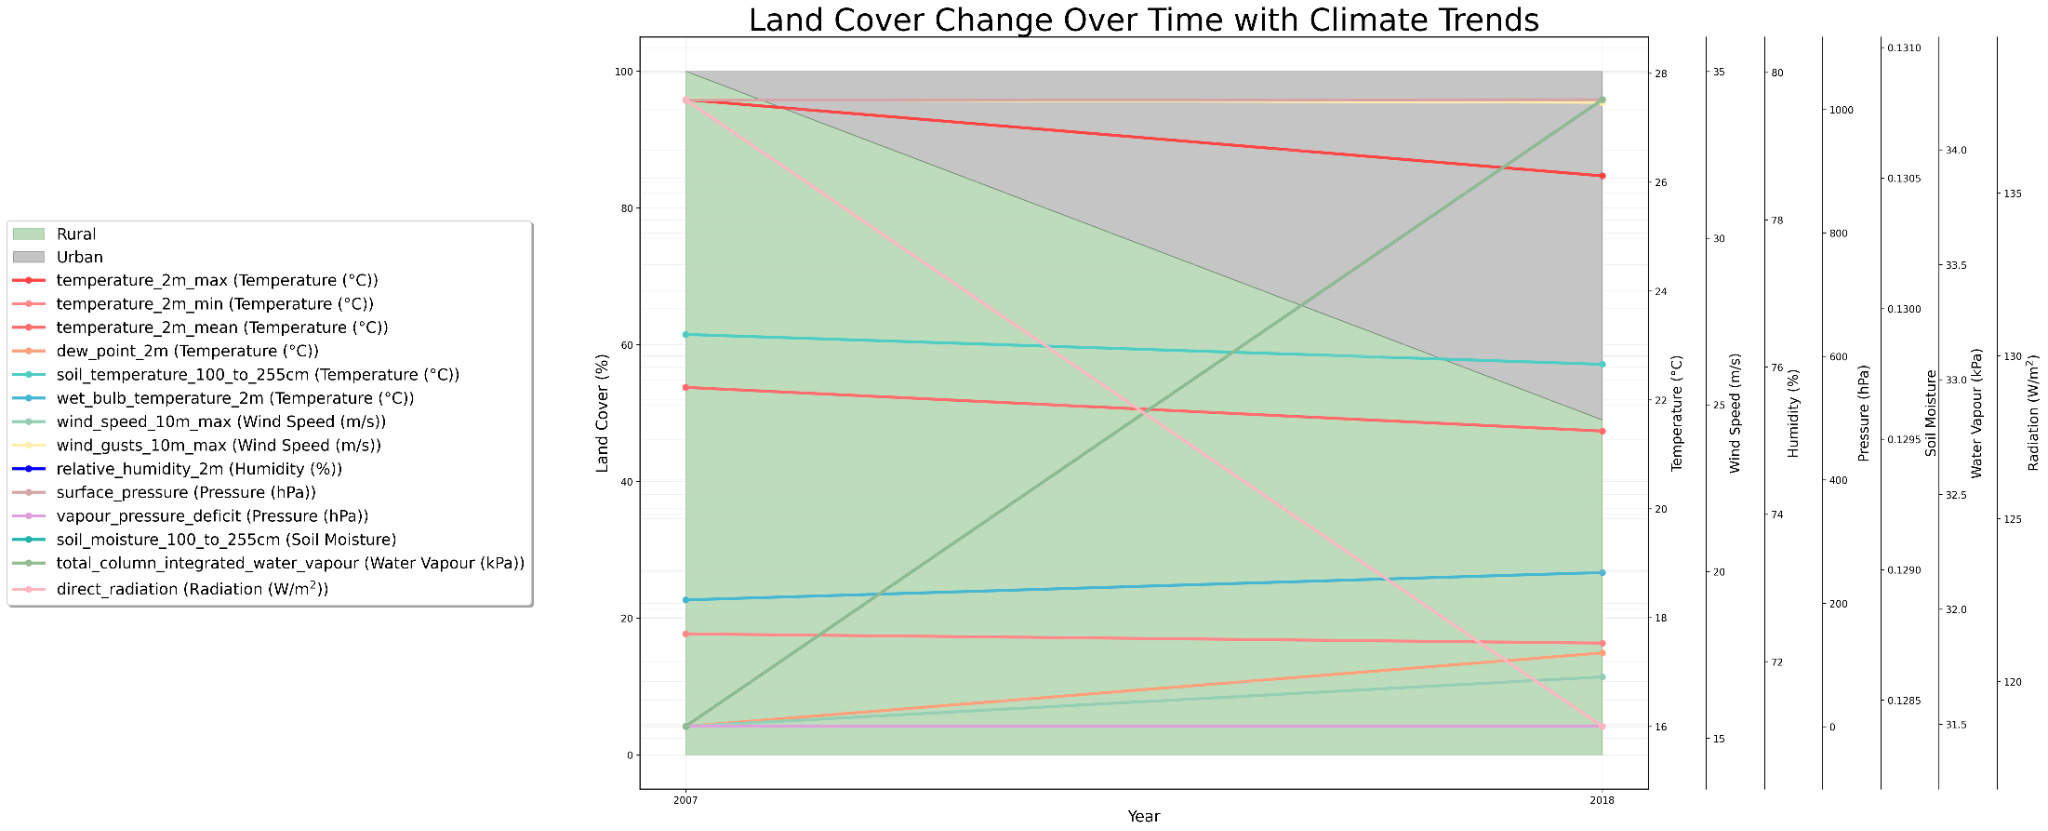 Land Cover Change Over Time with Climate Trends
Rural
Urban
temperature_2m_max (Temperature (°C))
temperature_2m_min (Temperature (°C))
temperature_2m_mean (Temperature (°C))
dew_point_2m (Temperature (°C))
soil_temperature_100_to_255cm (Temperature (°C))
wet_bulb_temperature_2m (Temperature (°C))
wind_speed_10m_max (Wind Speed (m/s))
wind_gusts_10m_max (Wind Speed (m/s))
relative_humidity_2m (Humidity (%))
surface_pressure (Pressure (hPa))
vapour_pressure_deficit (Pressure (hPa))
soil_moisture_100_to_255cm (Soil Moisture)
total_column_integrated_water_vapour (Water Vapour (kPa))
direct_radiation (Radiation (W/m²))
Land Cover (%)
100
80
60
40
20
0
2007
2018
Year
28
26
24
22
20
18
16
Temperature (°C)
35
30
25
20
15
Wind Speed (m/s)
80
78
76
74
72
Humidity (%)
1000
800
600
400
200
0
Pressure (hPa)
0.1310
0.1305
0.1300
0.1295
0.1290
0.1285
Soil Moisture
34.0
33.5
33.0
32.5
32.0
31.5
Water Vapour (kPa)
135
130
125
120
Radiation (W/m²)